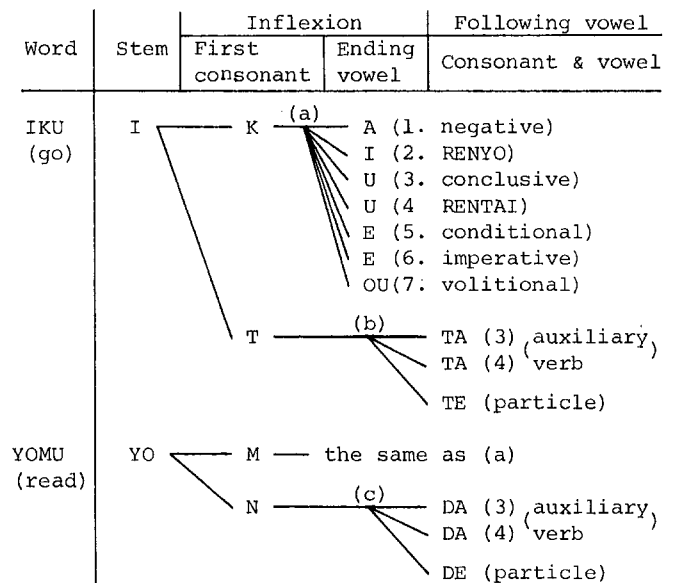 Inflexion Following vowel
Word Stem First consonant Ending vowel Consonant & vowel
(a)
IKU I K A (1. negative)
(go) I (2. RENYO)
U (3. conclusive)
U (4 RENTAI)
E (5. conditional)
E (6. imperative)
OU(7. volitional)
(b)
T TA (3) (auxiliary
TA (4) verb )
TE (particle)
YOMU YO M the same as (a)
(read)
(c)
N DA (3) (auxiliary
DA (4) verb )
DE (particle)